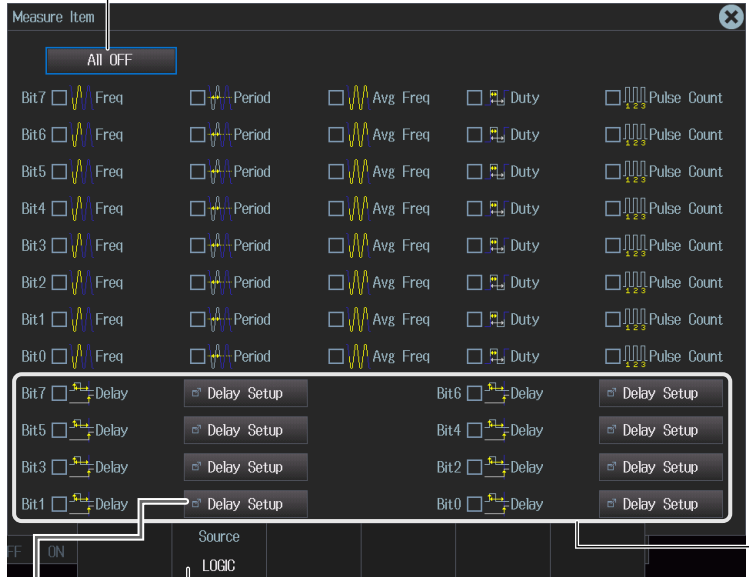 Measure Item
All OFF
Bit7 Freq Period Avg Freq Duty Pulse Count
Bit6 Freq Period Avg Freq Duty Pulse Count
Bit5 Freq Period Avg Freq Duty Pulse Count
Bit4 Freq Period Avg Freq Duty Pulse Count
Bit3 Freq Period Avg Freq Duty Pulse Count
Bit2 Freq Period Avg Freq Duty Pulse Count
Bit1 Freq Period Avg Freq Duty Pulse Count
Bit0 Freq Period Avg Freq Duty Pulse Count
Bit7 Delay Delay Setup Bit6 Delay Delay Setup
Bit5 Delay Delay Setup Bit4 Delay Delay Setup
Bit3 Delay Delay Setup Bit2 Delay Delay Setup
Bit1 Delay Delay Setup Bit0 Delay Delay Setup
Source
FF ON
LOGIC